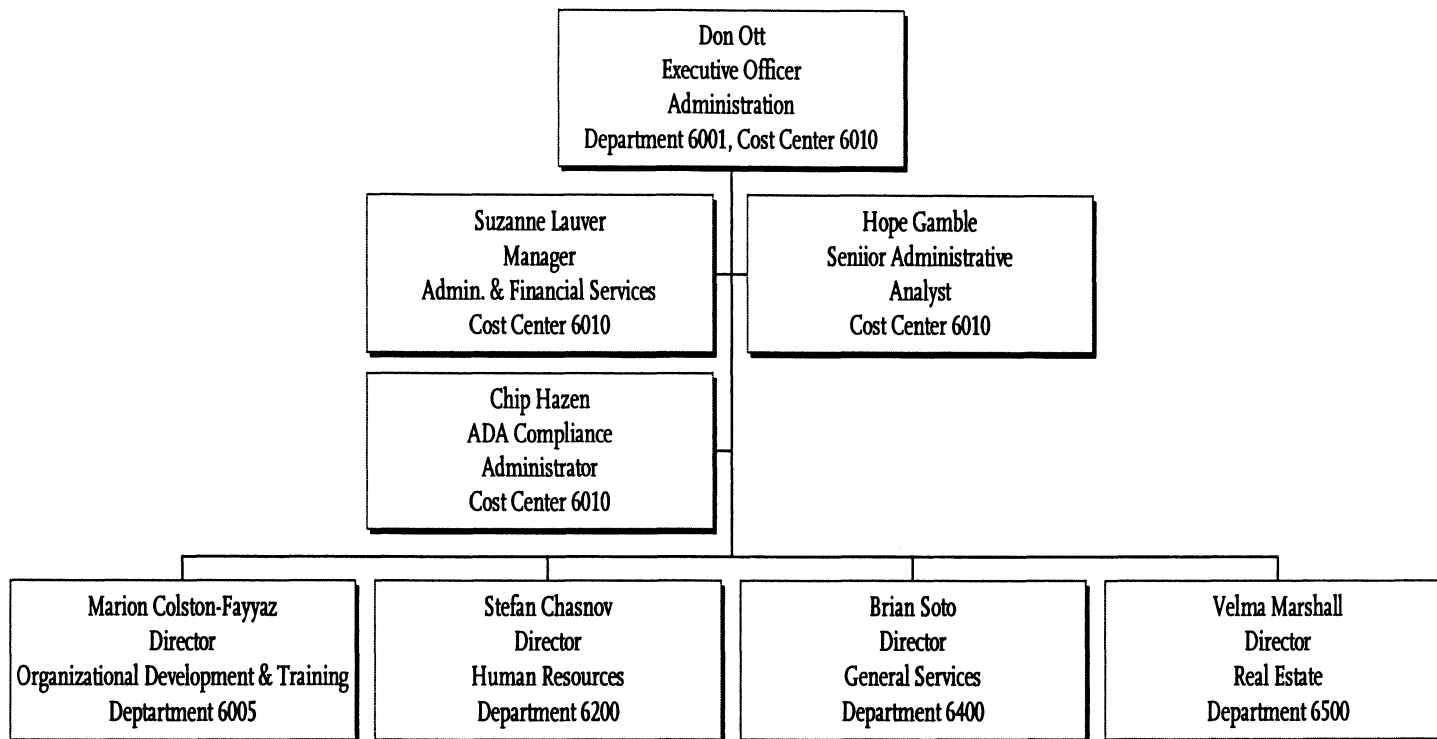 Don Ott
Executive Officer
Administration
Department 6001, Cost Center 6010
Suzanne Lauver
Manager
Admin. & Financial Services
Cost Center 6010
Hope Gamble
Seniior Administrative
Analyst
Cost Center 6010
Chip Hazen
ADA Compliance
Administrator
Cost Center 6010
Marion Colston-Fayyaz
Director
Organizational Development & Training
Deptartment 6005
Stefan Chasnov
Director
Human Resources
Department 6200
Brian Soto
Director
General Services
Department 6400
Velma Marshall
Director
Real Estate
Department 6500